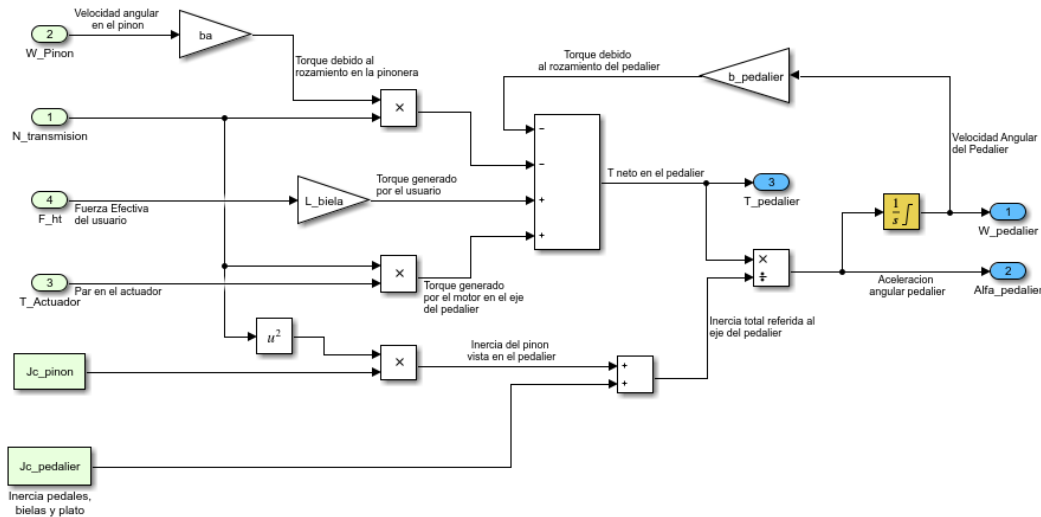 Velocidad angular
en el pinon
2
W_Pinon
ba
Torque debido al
rozamiento en la pinonera
Torque debido
al rozamiento del pedalier
b_pedalier
1
N_transmision
×
−
−
+
+
Velocidad Angular
del Pedalier
T neto en el pedalier
3
T_pedalier
4
F_ht
Fuerza Efectiva
del usuario
L_biela
Torque generado
por el usuario
1
s
1
W_pedalier
3
T_Actuador
Par en el actuador
×
Torque generado
por el motor en el eje
del pedalier
×
÷
2
Alfa_pedalier
Aceleracion
angular pedalier
u²
×
Inercia del pinon
vista en el pedalier
+
+
Inercia total referida al
eje del pedalier
Jc_pinon
Jc_pedalier
Inercia pedales,
bielas y plato